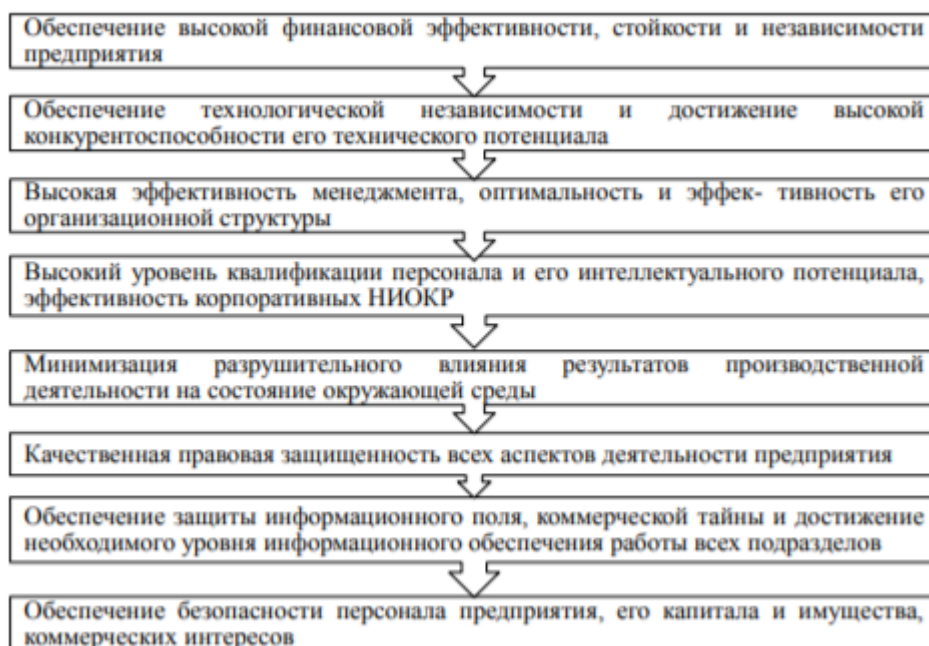 Обеспечение высокой финансовой эффективности, стойкости и независимости
предприятия
Обеспечение технологической независимости и достижение высокой
конкурентоспособности его технического потенциала
Высокая эффективность менеджмента, оптимальность и эффек- тивность его
организационной структуры
Высокий уровень квалификации персонала и его интеллектуального потенциала,
эффективность корпоративных НИОКР
Минимизация разрушительного влияния результатов производственной
деятельности на состояние окружающей среды
Качественная правовая защищенность всех аспектов деятельности предприятия
Обеспечение защиты информационного поля, коммерческой тайны и достижение
необходимого уровня информационного обеспечения работы всех подразделов
Обеспечение безопасности персонала предприятия, его капитала и имущества,
коммерческих интересов